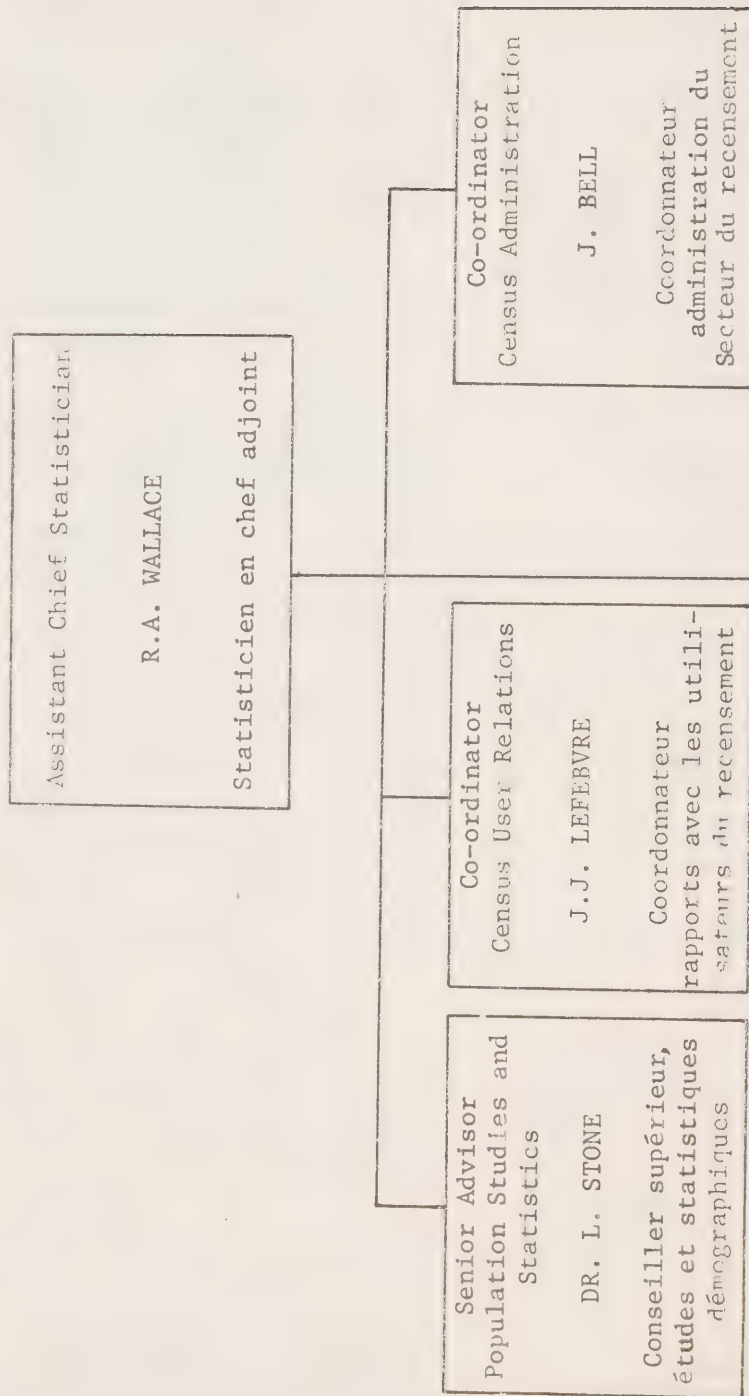 Assistant Chief Statistician
R.A. WALLACE
Statisticien en chef adjoint
Senior Advisor
Population Studies and
Statistics
DR. L. STONE
Conseiller supérieur,
études et statistiques
démographiques
Co-ordinator
Census User Relations
J.J. LEFEBVRE
Coordonnateur
rapports avec les utili-
sateurs du recensement
Co-ordinator
Census Administration
J. BELL
Coordonnateur
administration du
Secteur du recensement